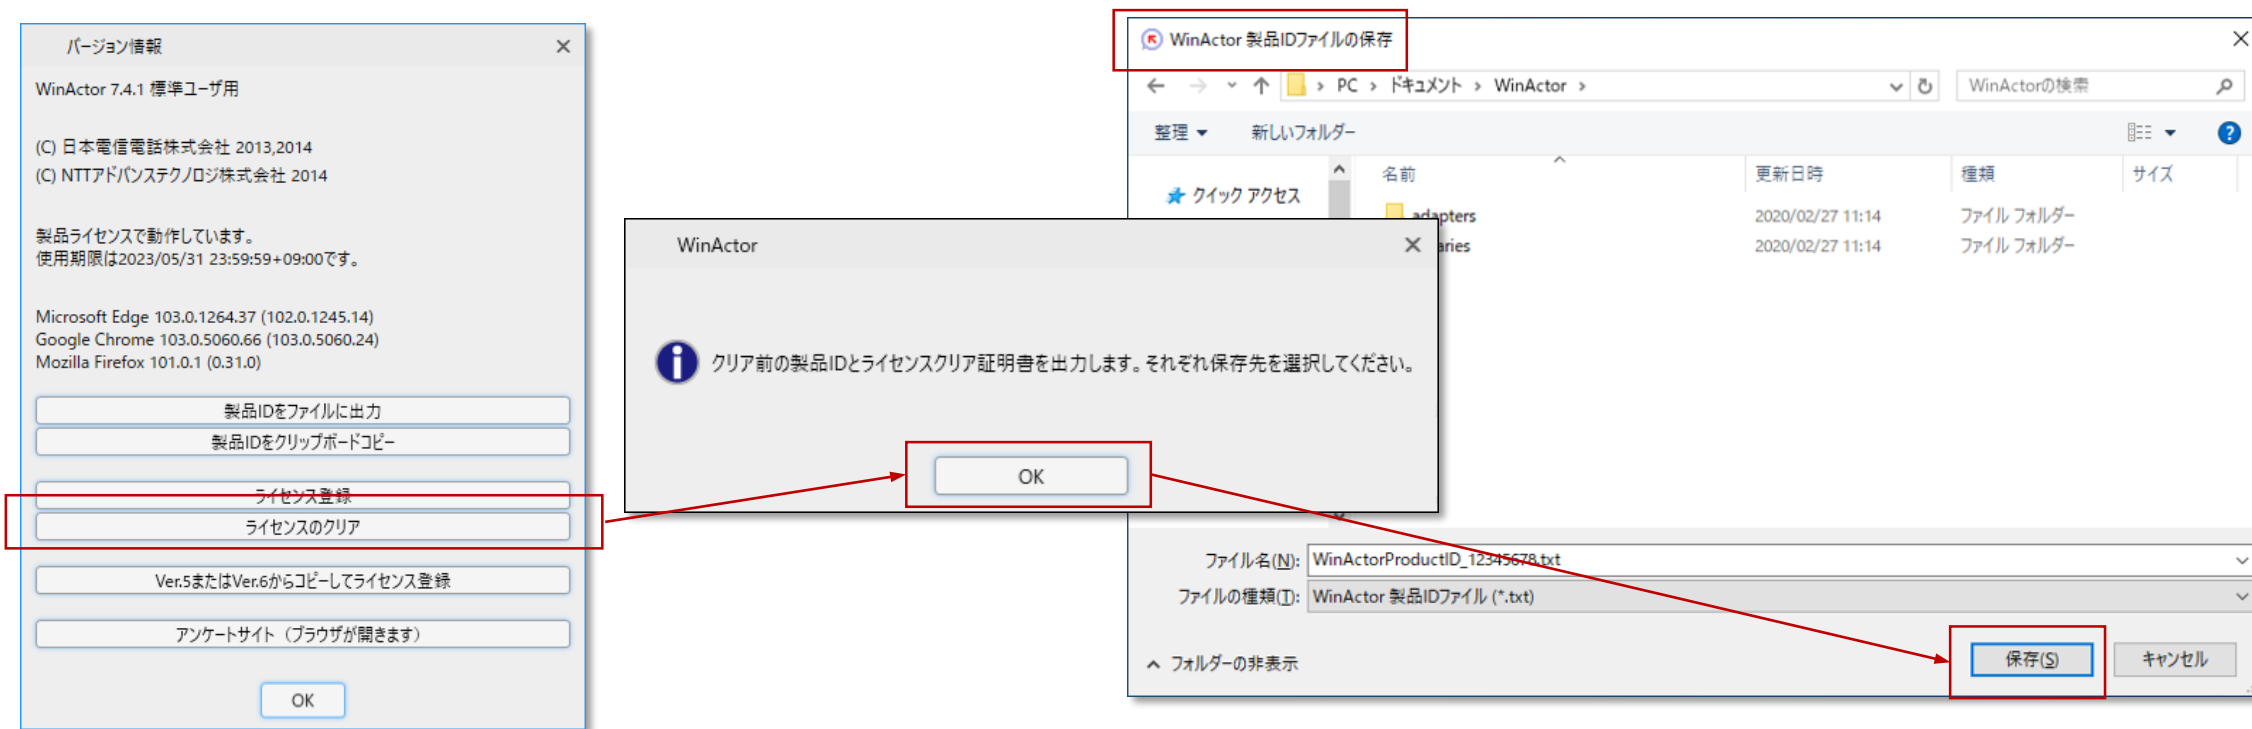 バージョン情報
WinActor 7.4.1 標準ユーザ用
(C) 日本電信電話株式会社 2013,2014
(C) NTTアドバンステクノロジ株式会社 2014
製品ライセンスで動作しています。
使用期限は2023/05/31 23:59:59+09:00です。
Microsoft Edge 103.0.1264.37 (102.0.1245.14)
Google Chrome 103.0.5060.66 (103.0.5060.24)
Mozilla Firefox 101.0.1 (0.31.0)
製品IDをファイルに出力
製品IDをクリップボードコピー
ライセンス登録
ライセンスのクリア
Ver.5またはVer.6からコピーしてライセンス登録
アンケートサイト（ブラウザが開きます）
OK
WinActor
クリア前の製品IDとライセンスクリア証明書を出力します。それぞれ保存先を選択してください。
OK
WinActor 製品IDファイルの保存
PC › ドキュメント › WinActor ›
WinActorの検索
整理 新しいフォルダー
クイック アクセス
名前 更新日時 種類 サイズ
adapters 2020/02/27 11:14 ファイル フォルダー
aries 2020/02/27 11:14 ファイル フォルダー
ファイル名(N): WinActorProductID_12345678.txt
ファイルの種類(T): WinActor 製品IDファイル (*.txt)
フォルダーの非表示
保存(S) キャンセル